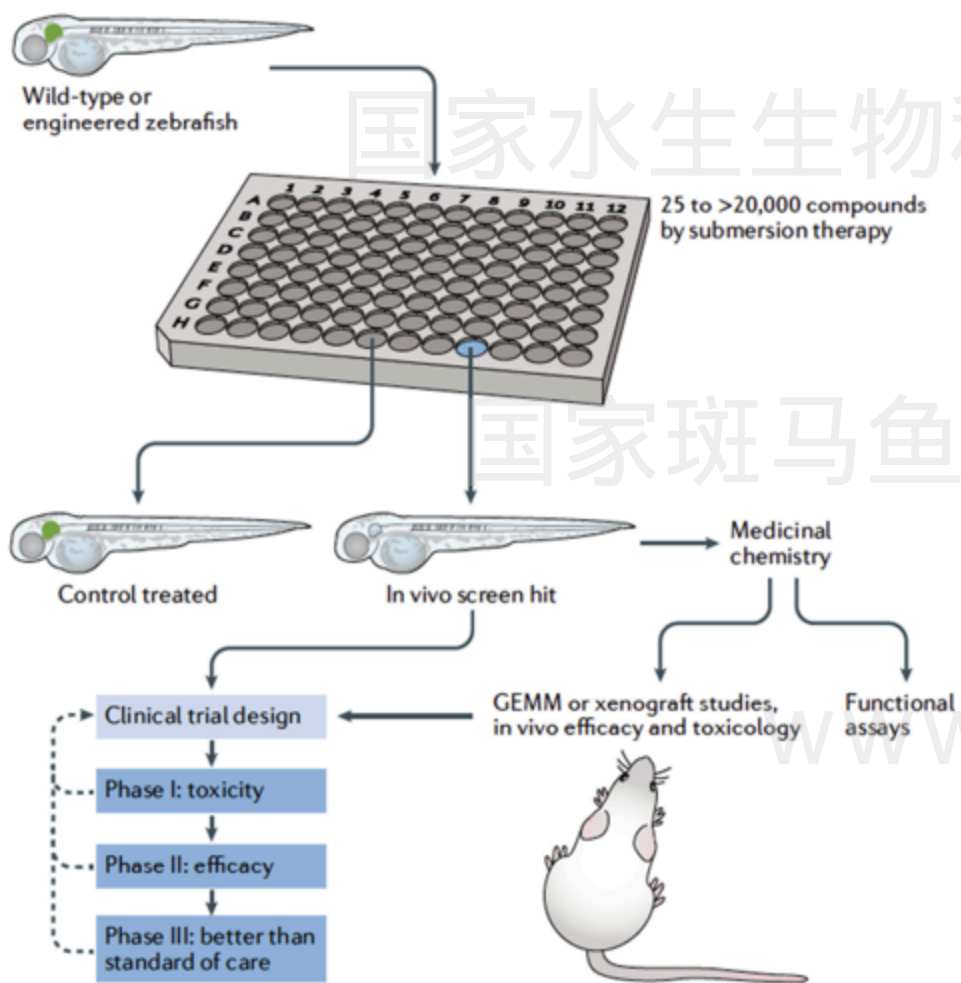 国家水生生物
Wild-type or
engineered zebrafish
1 2 3 4 5 6 7 8 9 10 11 12
A
B
C
D
E
F
G
H
25 to >20,000 compounds
by submersion therapy
国家斑马鱼
Control treated
In vivo screen hit
Medicinal
chemistry
Clinical trial design
GEMM or xenograft studies,
in vivo efficacy and toxicology
Functional
assays
www
Phase I: toxicity
Phase II: efficacy
Phase III: better than
standard of care